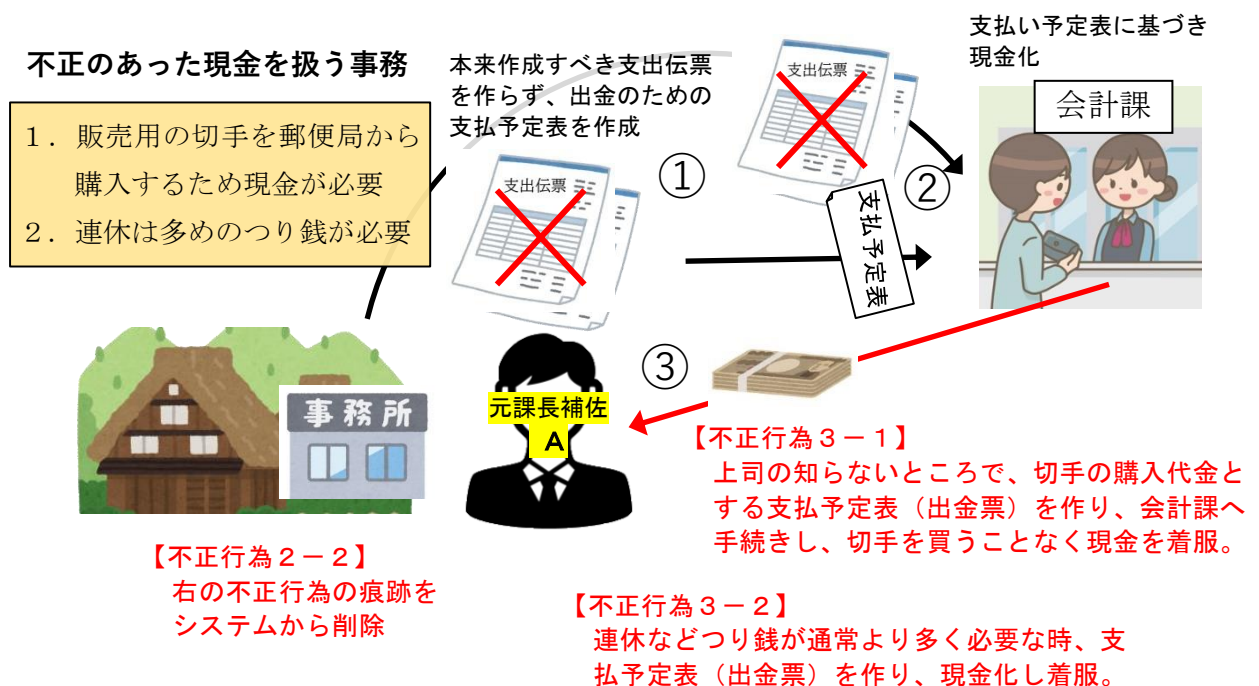 不正のあった現金を扱う事務
1．販売用の切手を郵便局から
購入するため現金が必要
2．連休は多めのつり銭が必要
本来作成すべき支出伝票
を作らず、出金のための
支払予定表を作成
支出伝票
①
支出伝票
②
支払予定表
支払い予定表に基づき
現金化
会計課
事務所
元課長補佐
A
③
【不正行為２－２】
右の不正行為の痕跡を
システムから削除
【不正行為３－１】
上司の知らないところで、切手の購入代金と
する支払予定表（出金票）を作り、会計課へ
手続きし、切手を買うことなく現金を着服。
【不正行為３－２】
連休などつり銭が通常より多く必要な時、支
払予定表（出金票）を作り、現金化し着服。